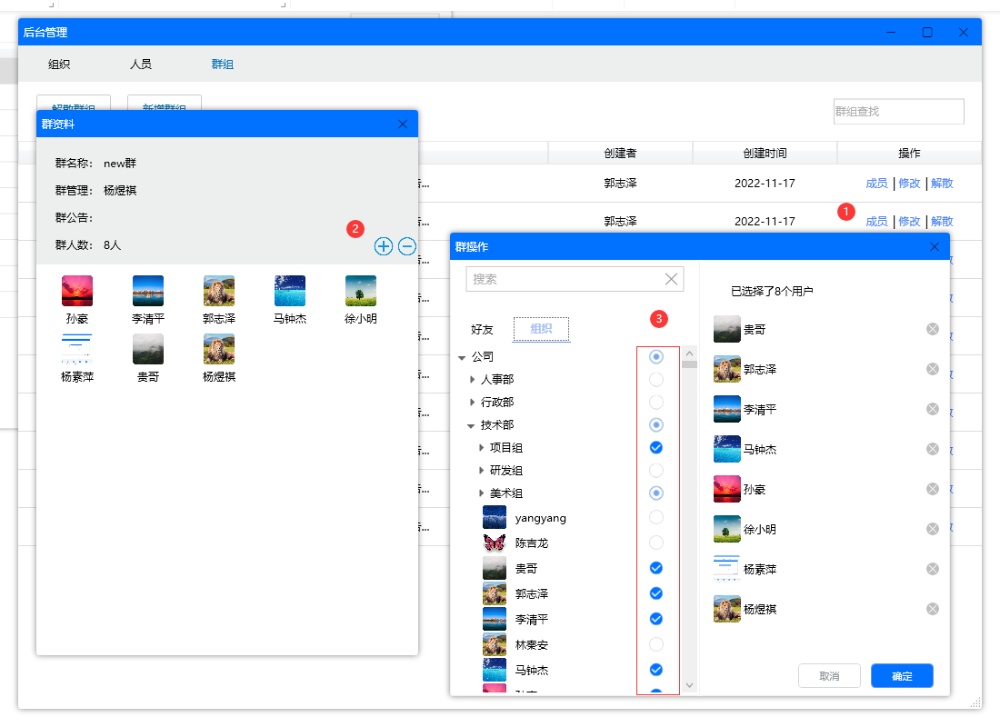 后台管理
组织 人员 群组
解散群组 新增群组 群组查找
创建者 创建时间 操作
郭志泽 2022-11-17 成员 | 修改 | 解散
郭志泽 2022-11-17 成员 | 修改 | 解散
1
群资料
群名称： new群
群管理： 杨煜祺
群公告：
群人数： 8人
2
孙豪 李清平 郭志泽 马钟杰 徐小明
杨素萍 贵哥 杨煜祺
群操作
搜索
好友 组织
3
公司
人事部
行政部
技术部
项目组
研发组
美术组
yangyang
陈吉龙
贵哥
郭志泽
李清平
林秦安
马钟杰
已选择了8个用户
贵哥
郭志泽
李清平
马钟杰
孙豪
徐小明
杨素萍
杨煜祺
取消 确定